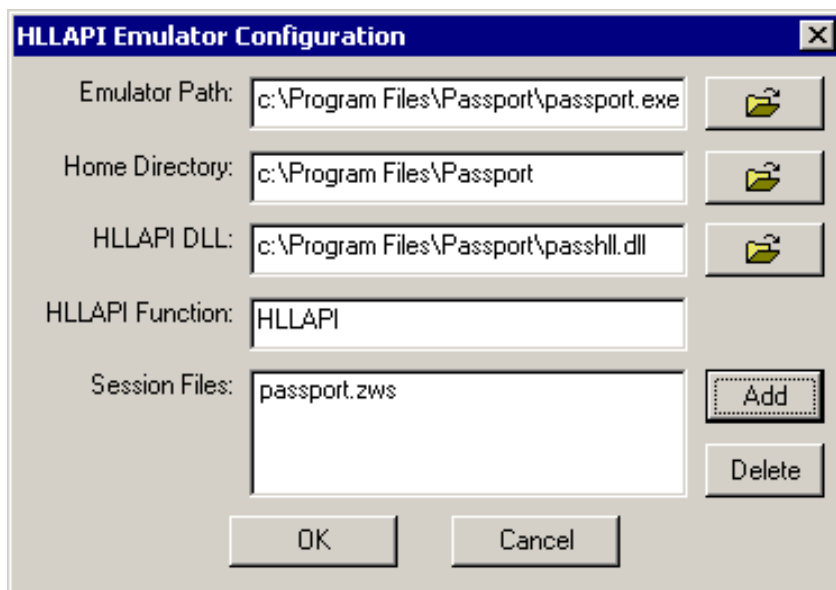 HLLAPI Emulator Configuration
Emulator Path: c:\Program Files\Passport\passport.exe
Home Directory: c:\Program Files\Passport
HLLAPI DLL: c:\Program Files\Passport\passhll.dll
HLLAPI Function: HLLAPI
Session Files: passport.zws Add
Delete
OK Cancel